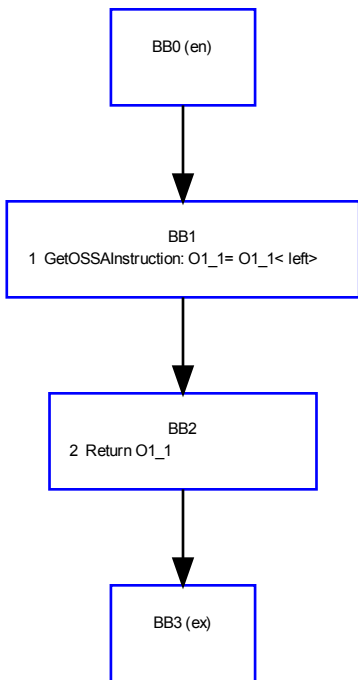 BB0 (en)
BB1
1 GetOSSAInstruction: O1_1= O1_1< left>
BB2
2 Return O1_1
BB3 (ex)